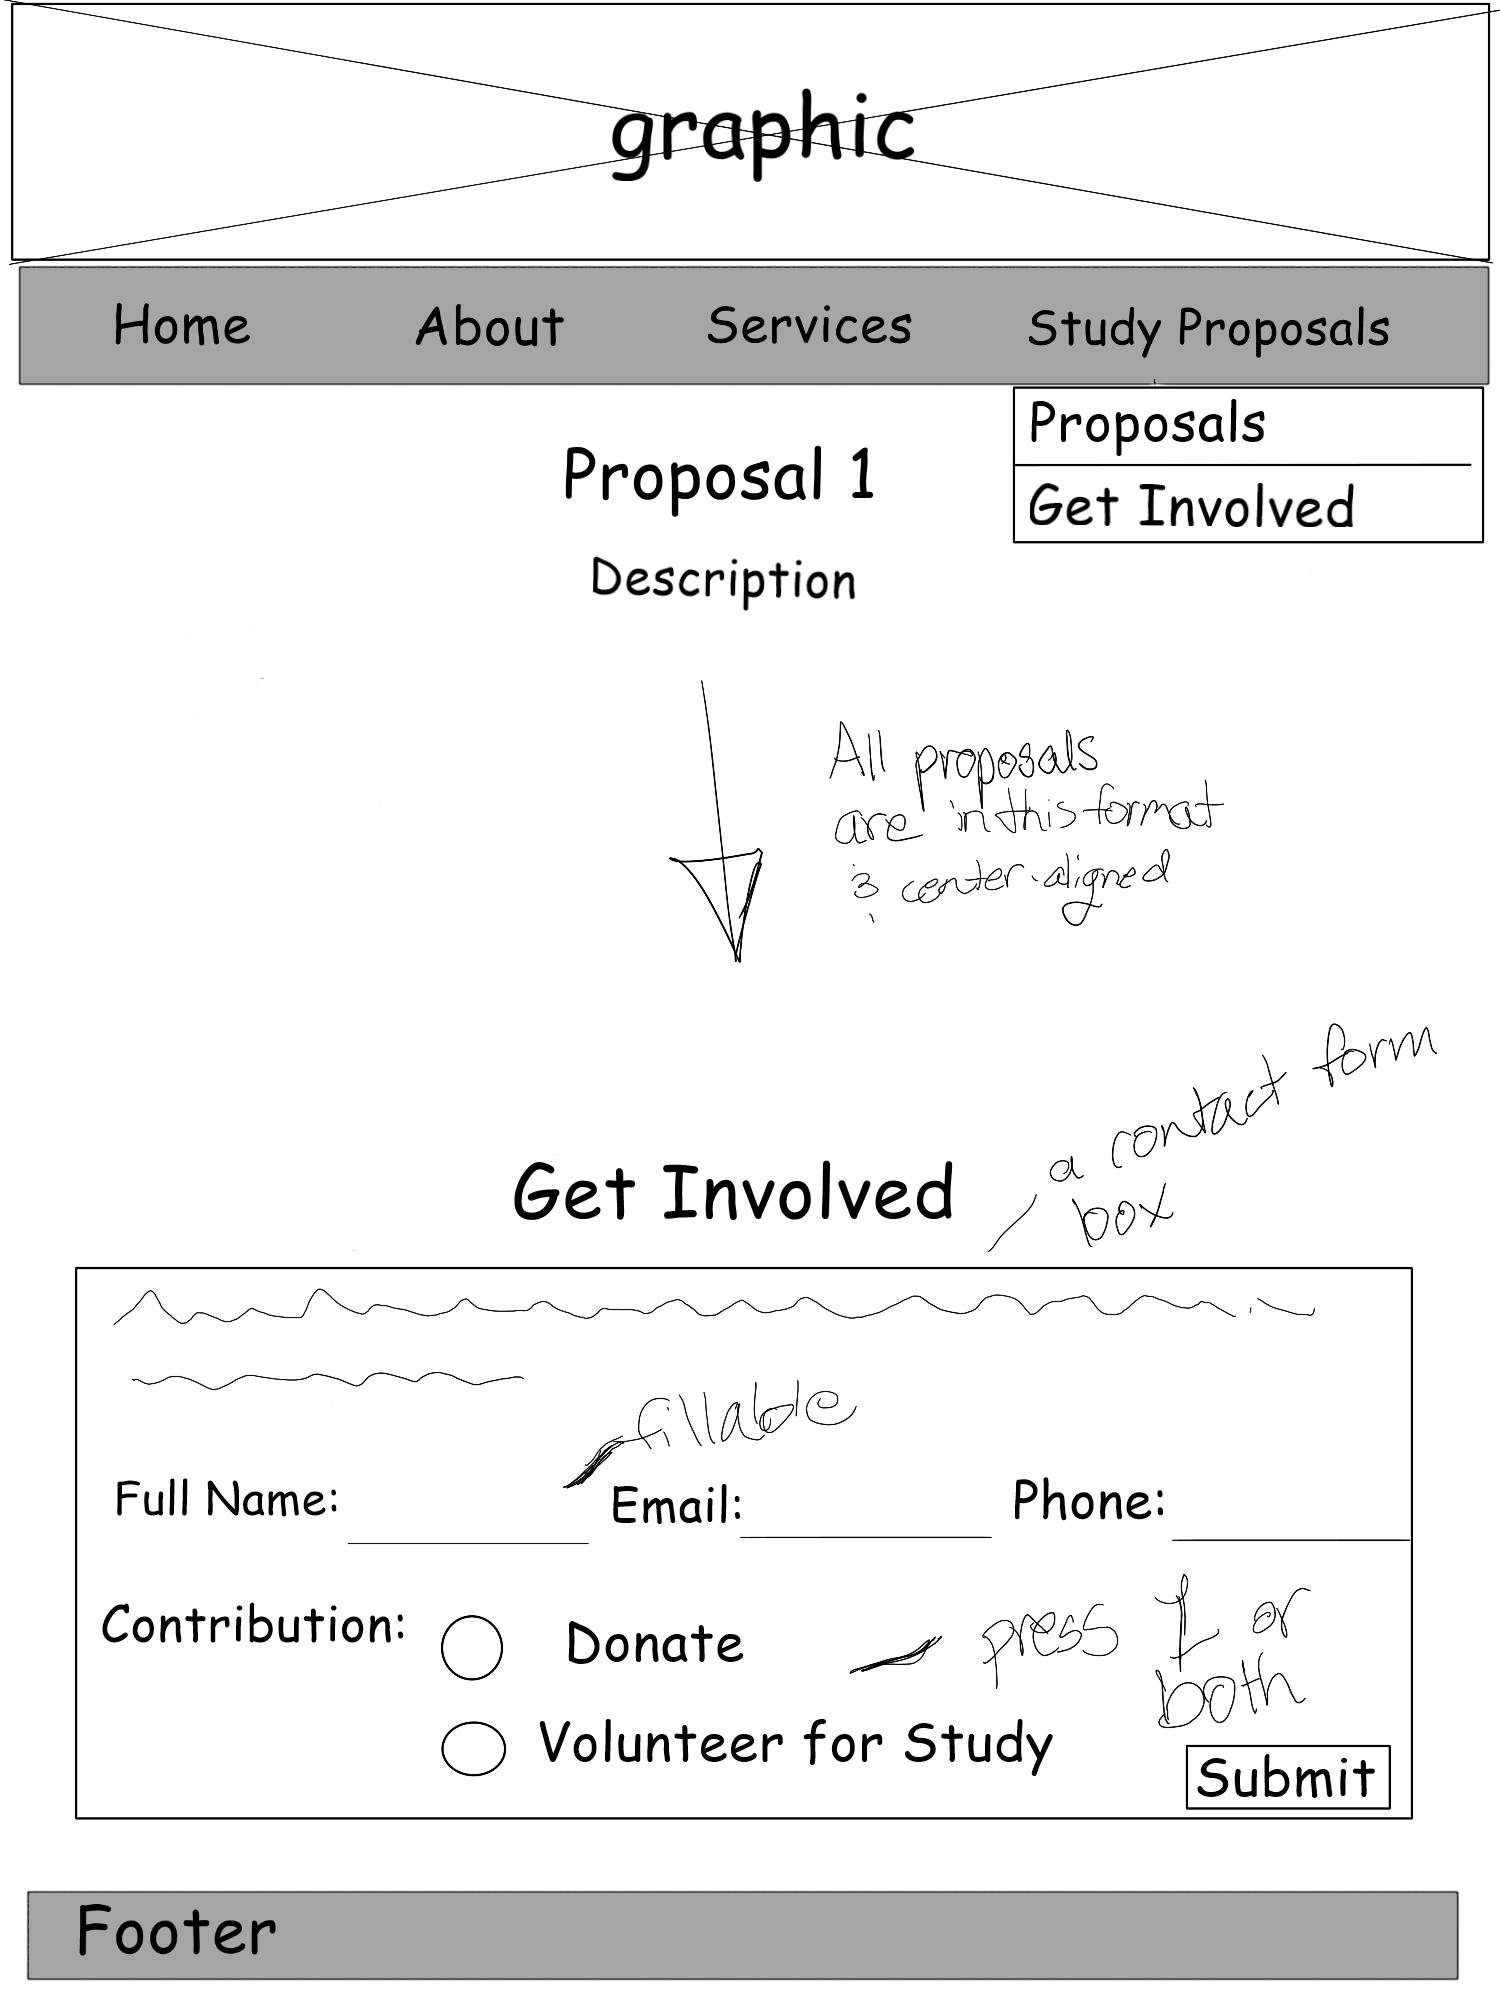 graphic
Home About Services Study Proposals
Proposals
Get Involved
Proposal 1
Description
All proposals
are in this format
& center-aligned
a contact form
box
Get Involved
fillable
Full Name: Email: Phone:
Contribution:
Donate
press 1 or
both
Volunteer for Study
Submit
Footer